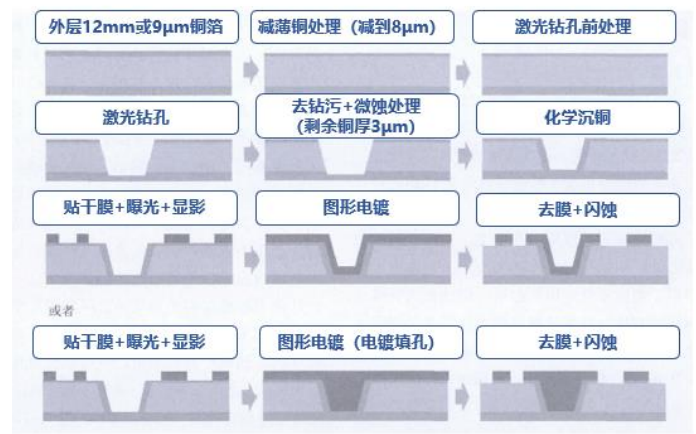 外层12mm或9μm铜箔
减薄铜处理（减到8μm）
激光钻孔前处理
激光钻孔
去钻污+微蚀处理
(剩余铜厚3μm)
化学沉铜
贴干膜+曝光+显影
图形电镀
去膜+闪蚀
或者
贴干膜+曝光+显影
图形电镀（电镀填孔）
去膜+闪蚀